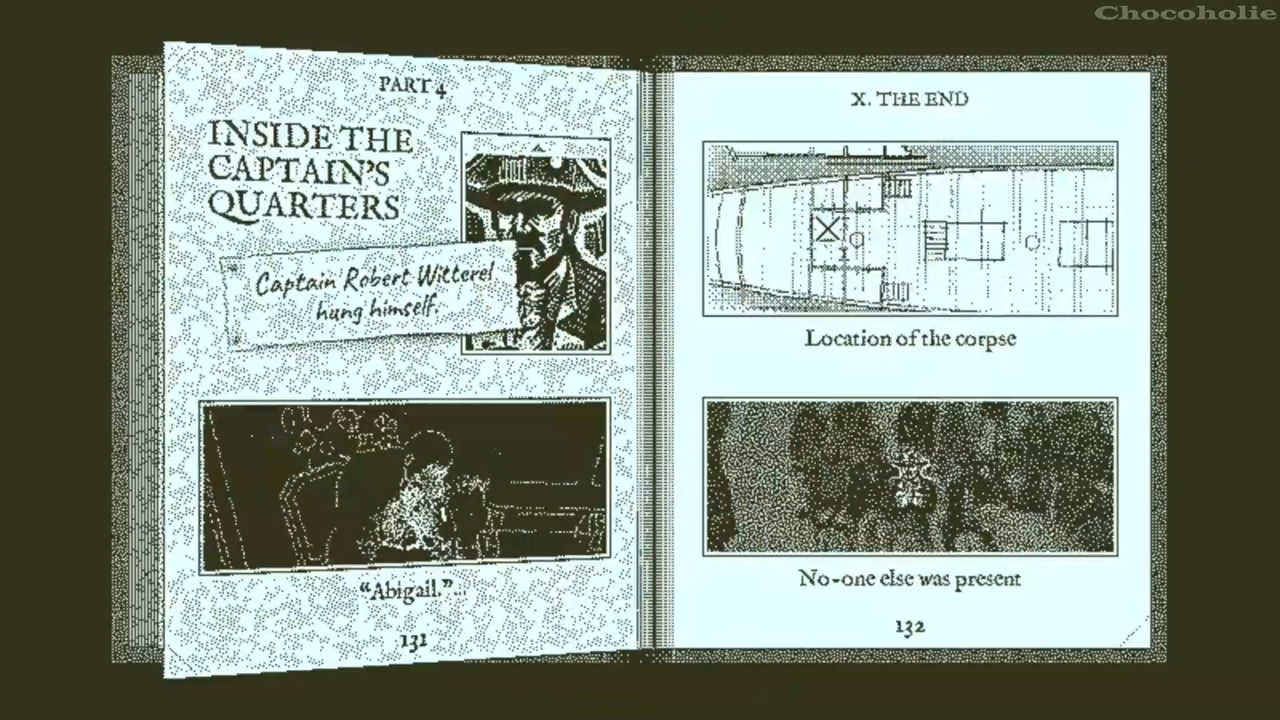 Chocoholie
PART 4
INSIDE THE
CAPTAIN'S
QUARTERS
Captain Robert Witterel
hung himself.
"Abigail."...
131
X. THE END
Location of the corpse
No-one else was present
132